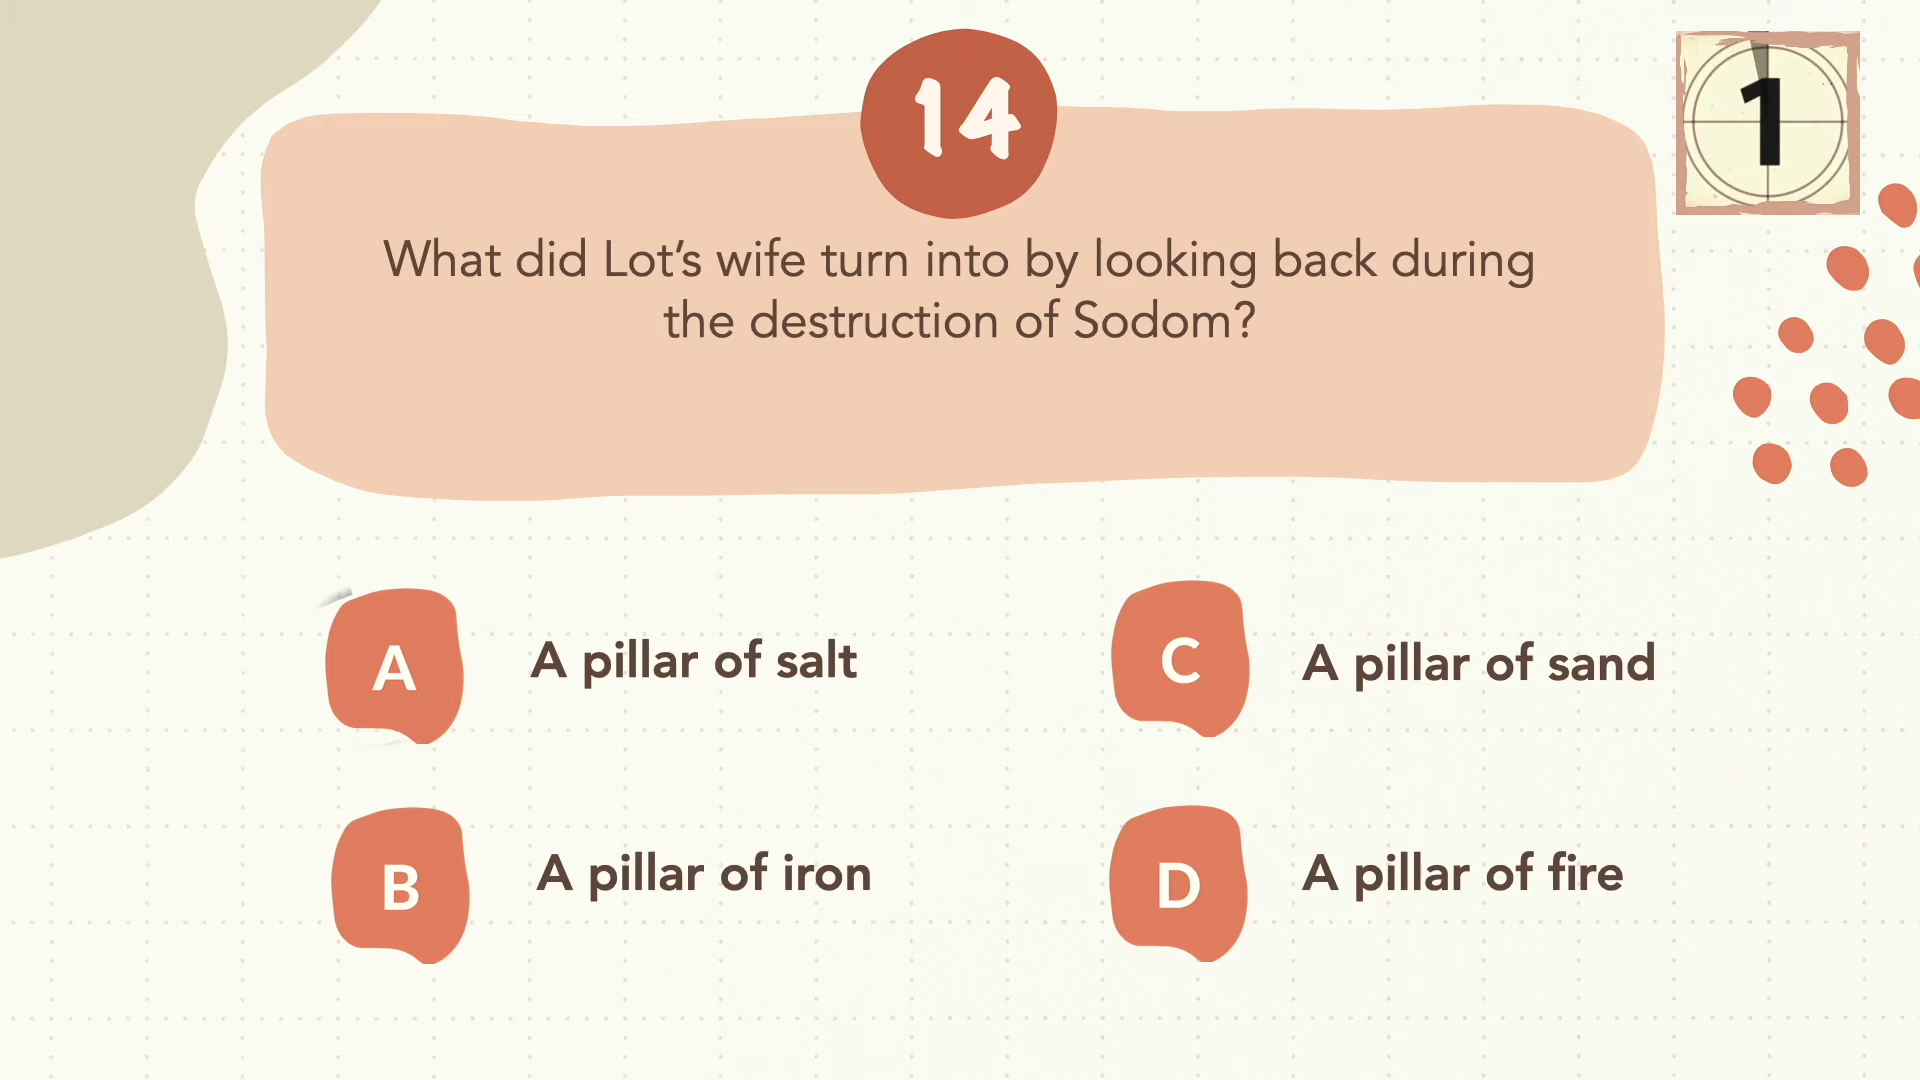 14
1
What did Lot's wife turn into by looking back during
the destruction of Sodom?
A A pillar of salt
C A pillar of sand
B A pillar of iron
D A pillar of fire